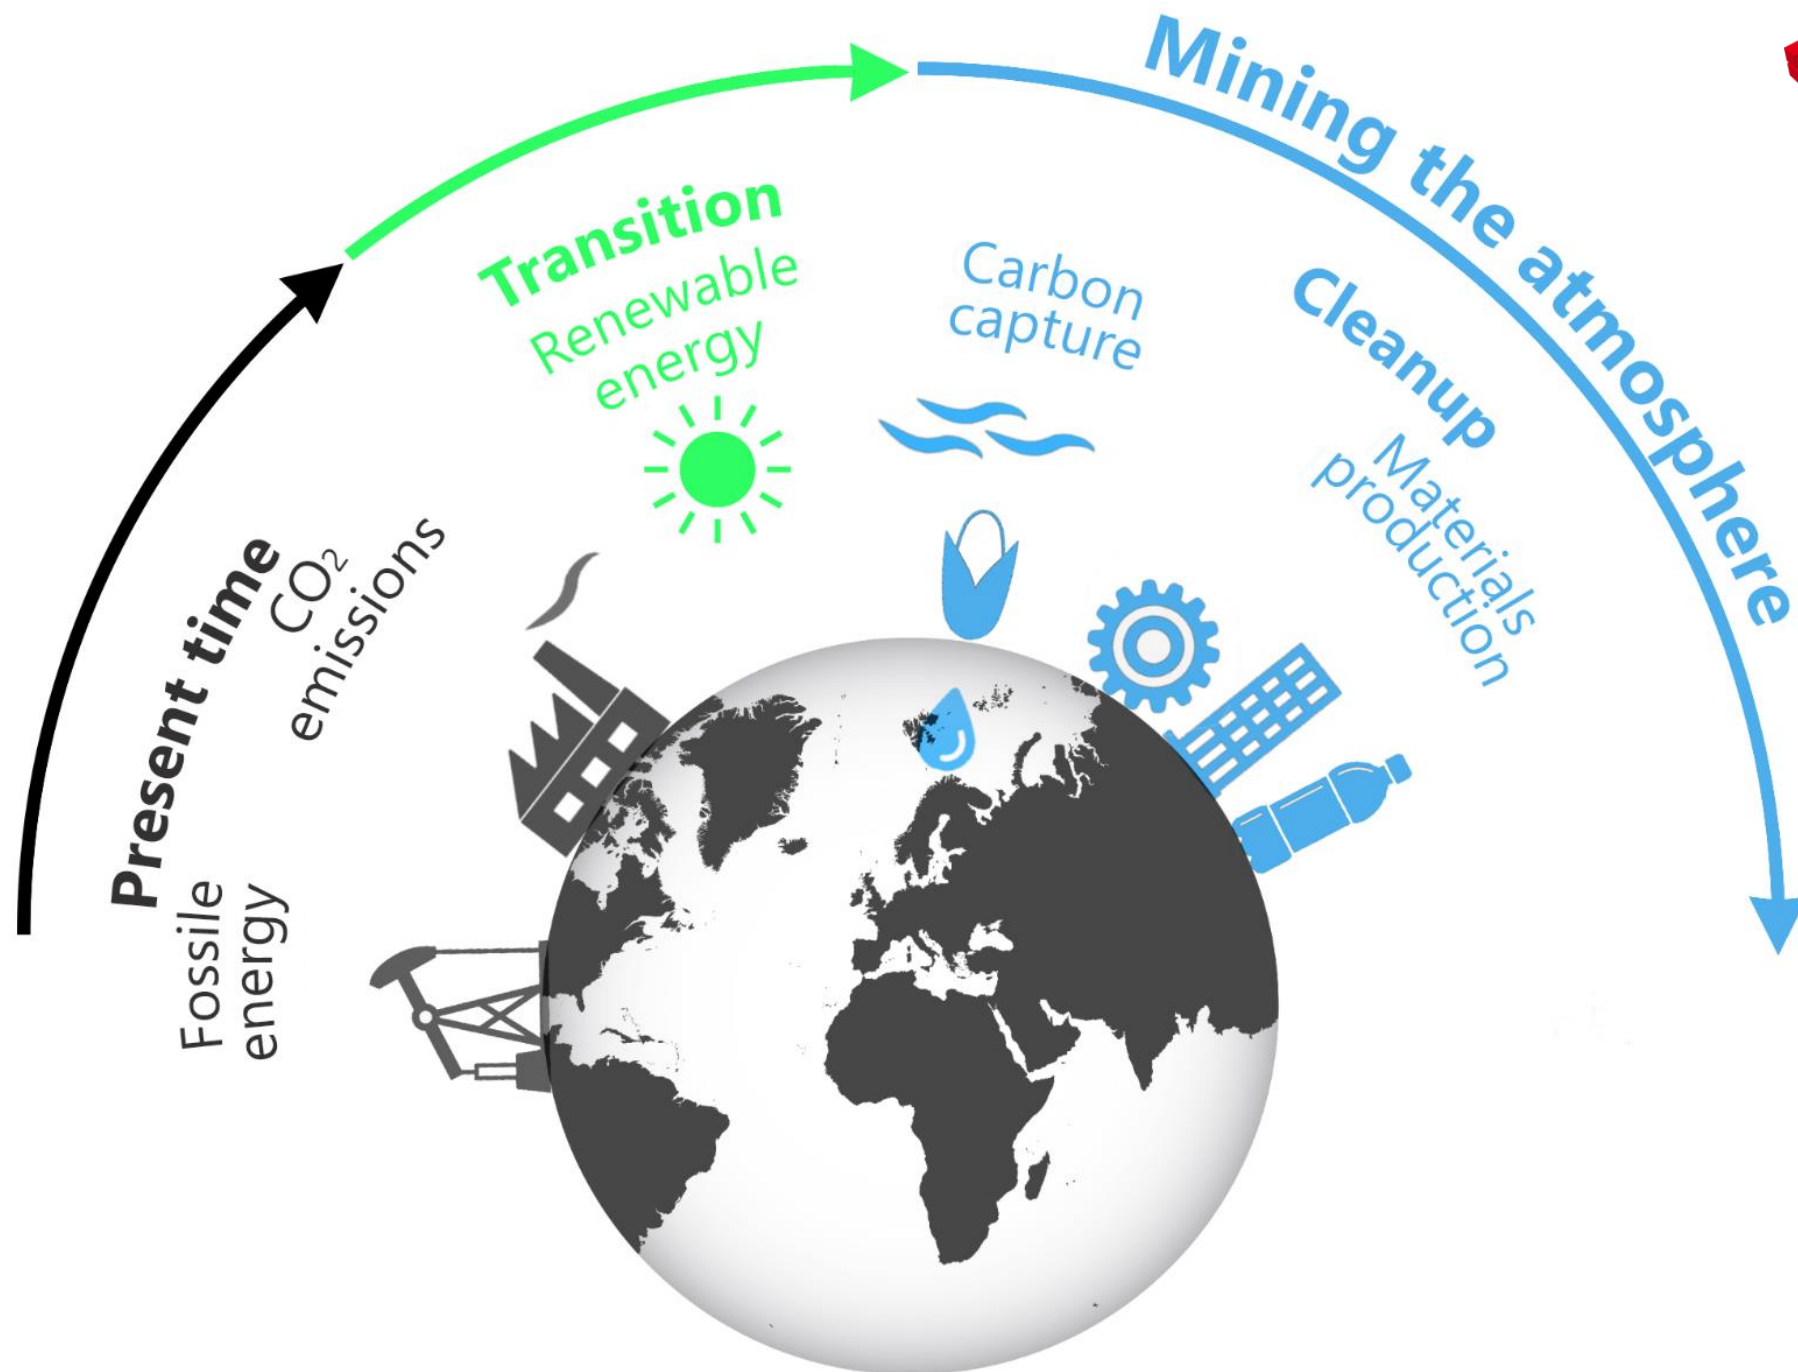 Present time
Fossile
energy
CO₂
emissions
Transition
Renewable
energy
Mining the atmosphere
Carbon
capture
Cleanup
Materials
production